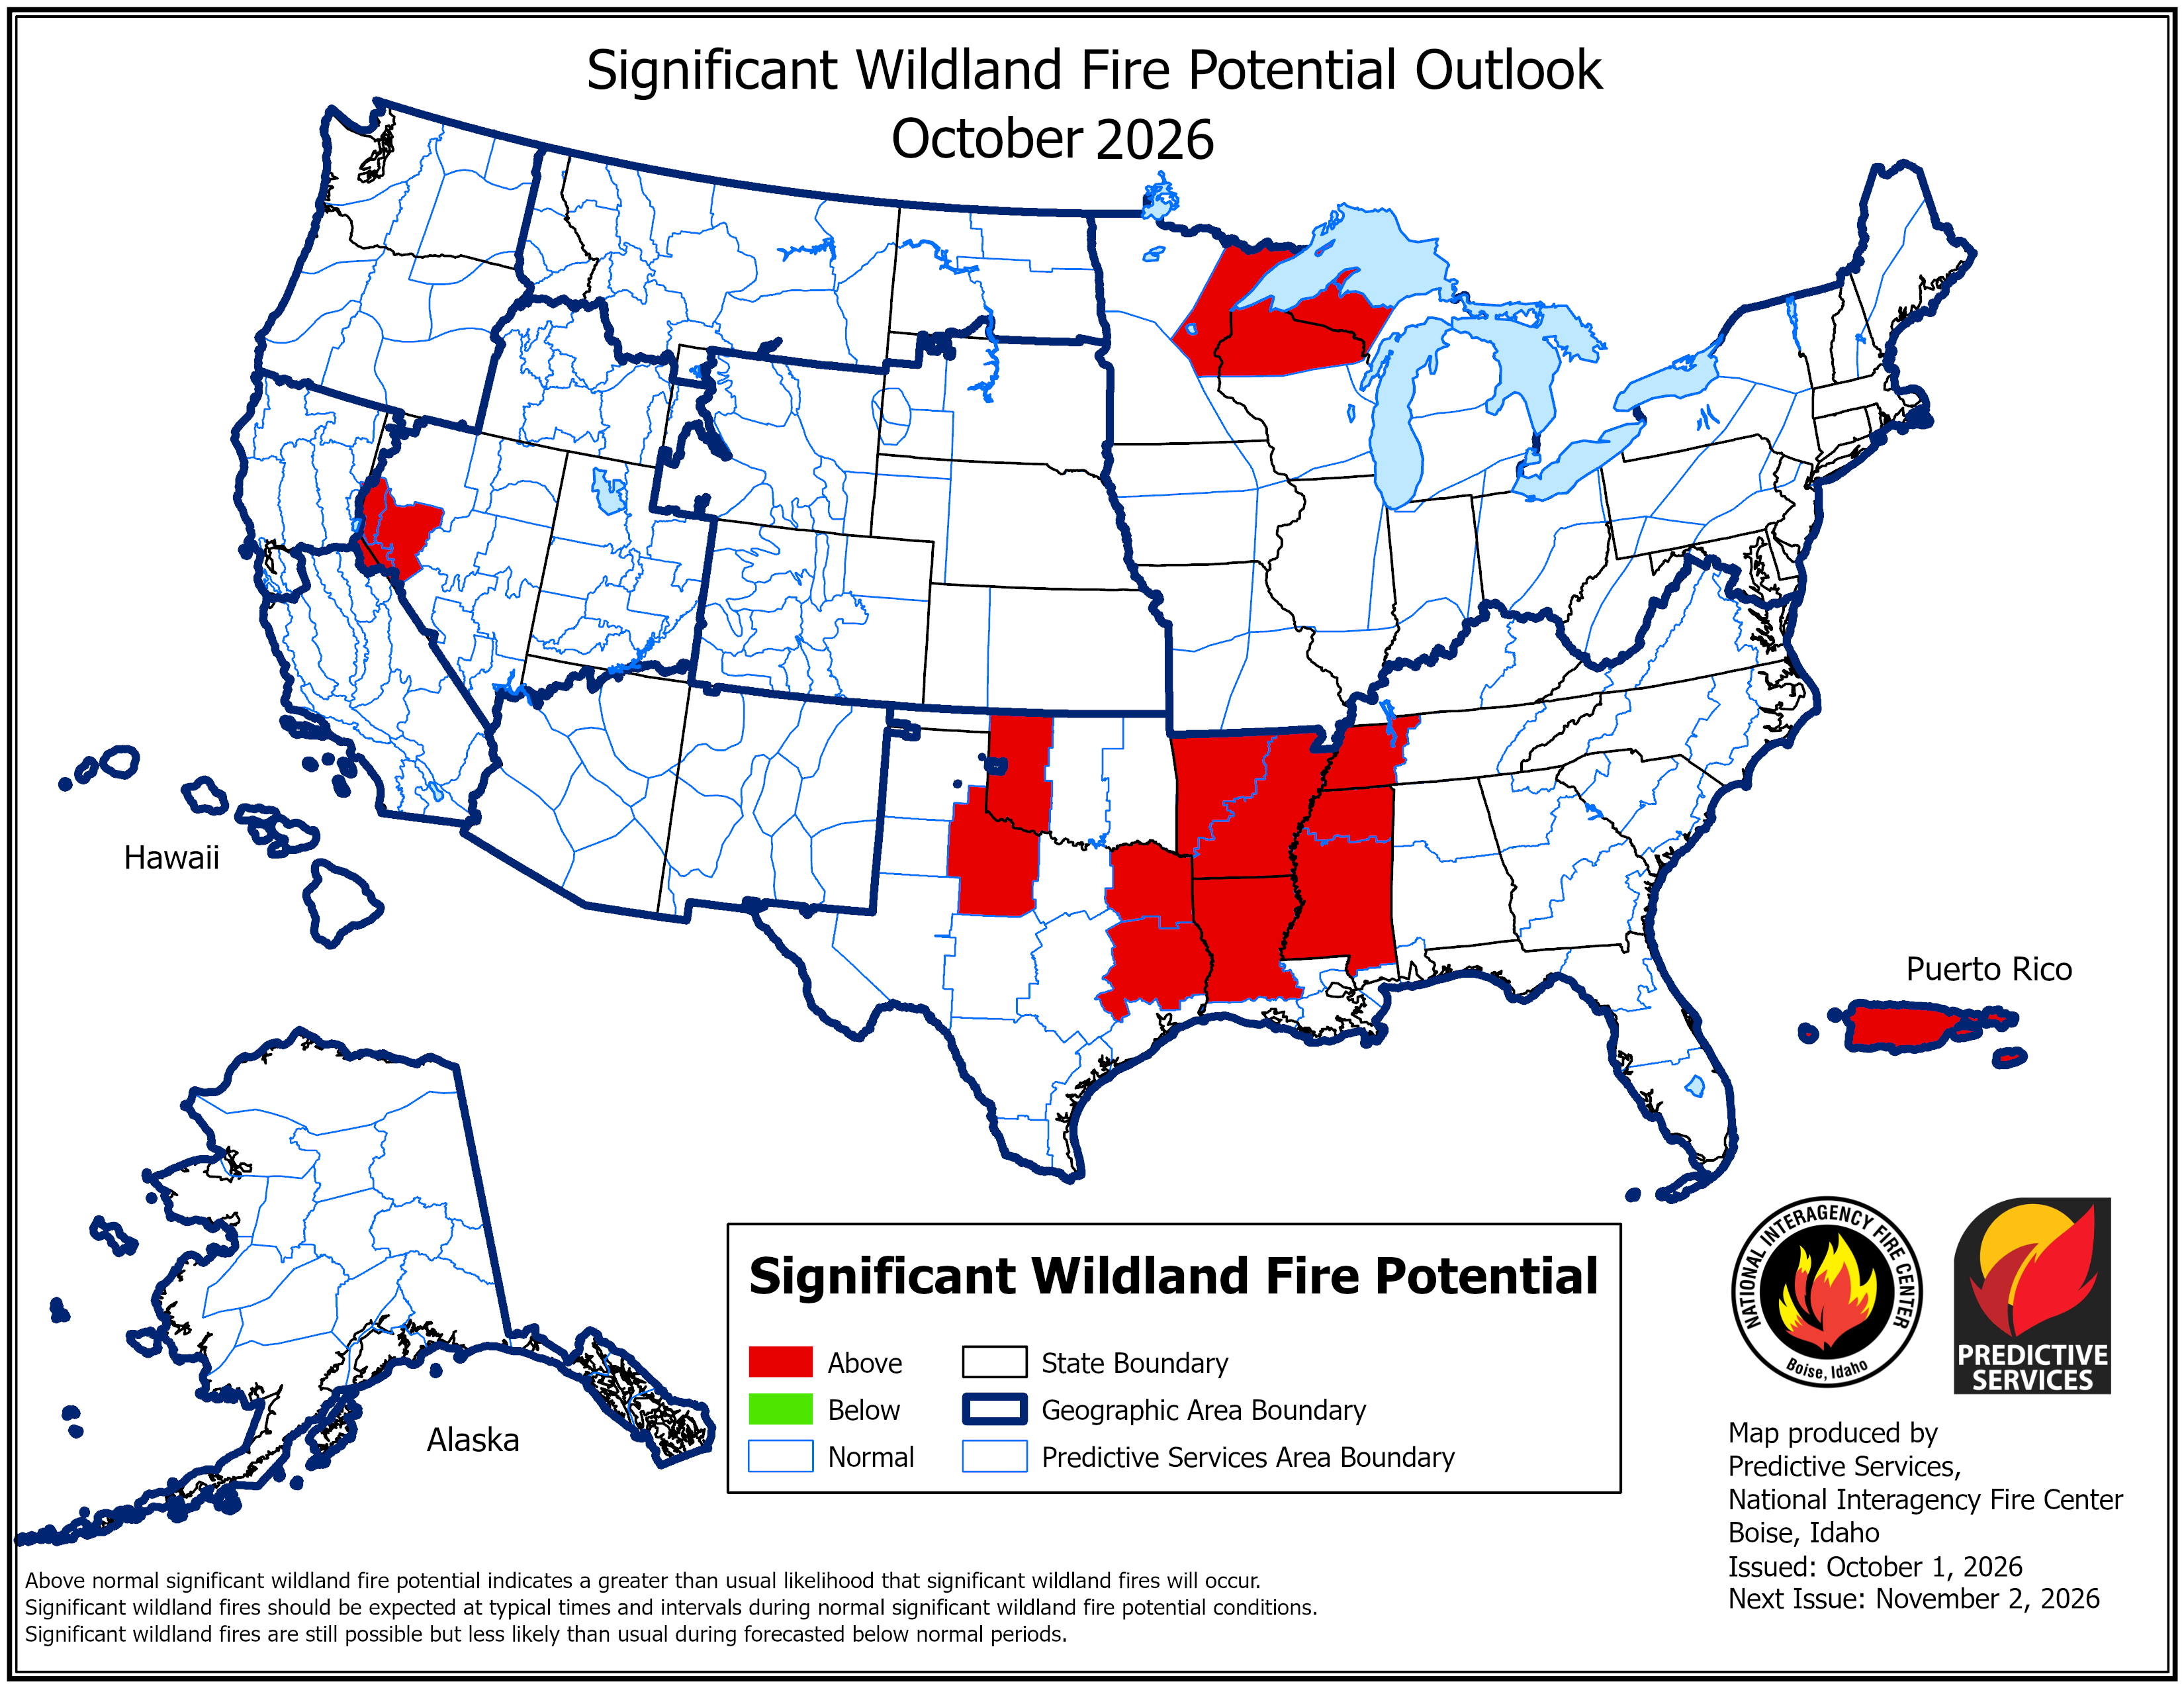 Significant Wildland Fire Potential Outlook
October 2026
Hawaii
Puerto Rico
Alaska
Significant Wildland Fire Potential
Above
Below
Normal
State Boundary
Geographic Area Boundary
Predictive Services Area Boundary
NATIONAL INTERAGENCY FIRE CENTER
Boise, Idaho
PREDICTIVE
SERVICES
Map produced by
Predictive Services,
National Interagency Fire Center
Boise, Idaho
Issued: October 1, 2026
Next Issue: November 2, 2026
Above normal significant wildland fire potential indicates a greater than usual likelihood that significant wildland fires will occur.
Significant wildland fires should be expected at typical times and intervals during normal significant wildland fire potential conditions.
Significant wildland fires are still possible but less likely than usual during forecasted below normal periods.